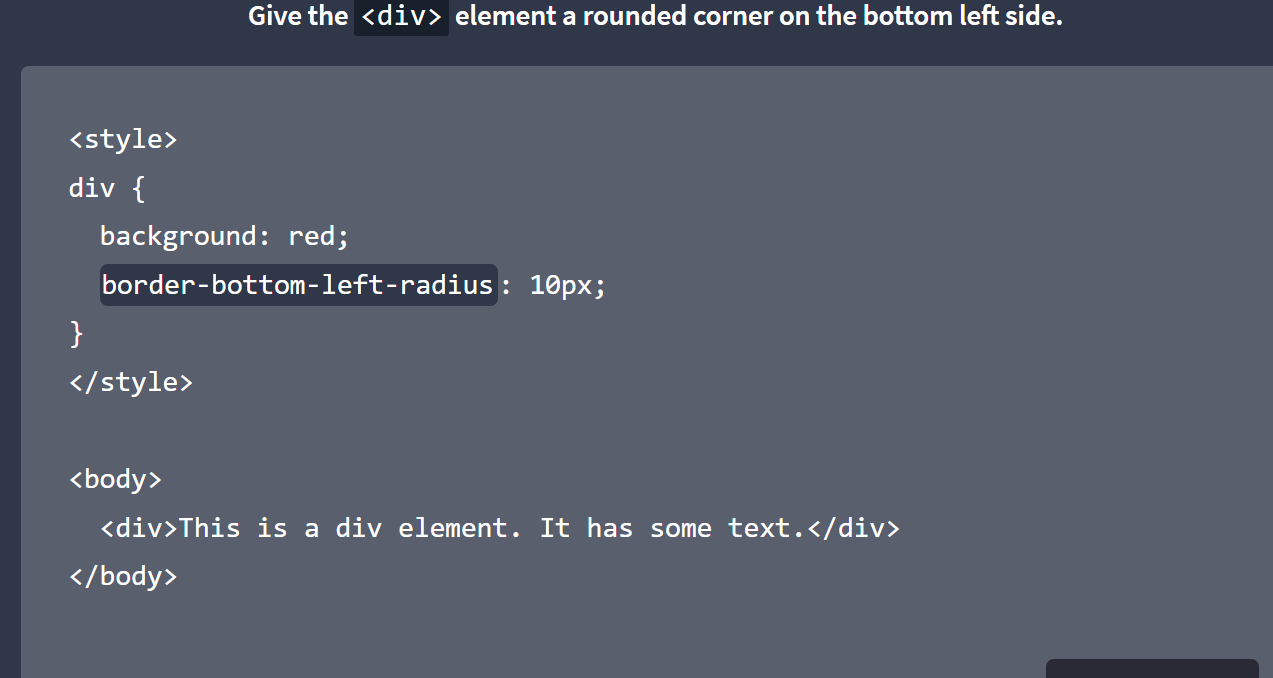 Give the <div> element a rounded corner on the bottom left side.
<style>
div {
  background: red;
  border-bottom-left-radius: 10px;
}
</style>
<body>
  <div>This is a div element. It has some text.</div>
</body>